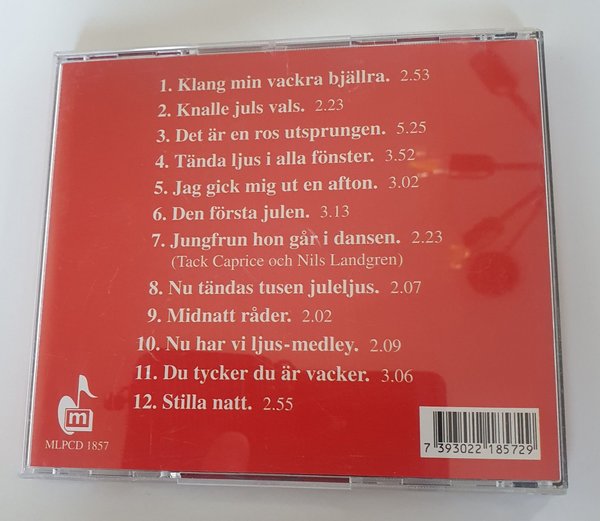 1. Klang min vackra bjällra. 2.53
2. Knalle juls vals. 2.23
3. Det är en ros utsprungen. 5.25
4. Tända ljus i alla fönster. 3.52
5. Jag gick mig ut en afton. 3.02
6. Den första julen. 3.13
7. Jungfrun hon går i dansen. 2.23
(Tack Caprice och Nils Landgren)
8. Nu tändas tusen juleljus. 2.07
9. Midnatt råder. 2.02
10. Nu har vi ljus-medley. 2.09
11. Du tycker du är vacker. 3.06
12. Stilla natt. 2.55
m
MLPCD 1857
7 393022 185729